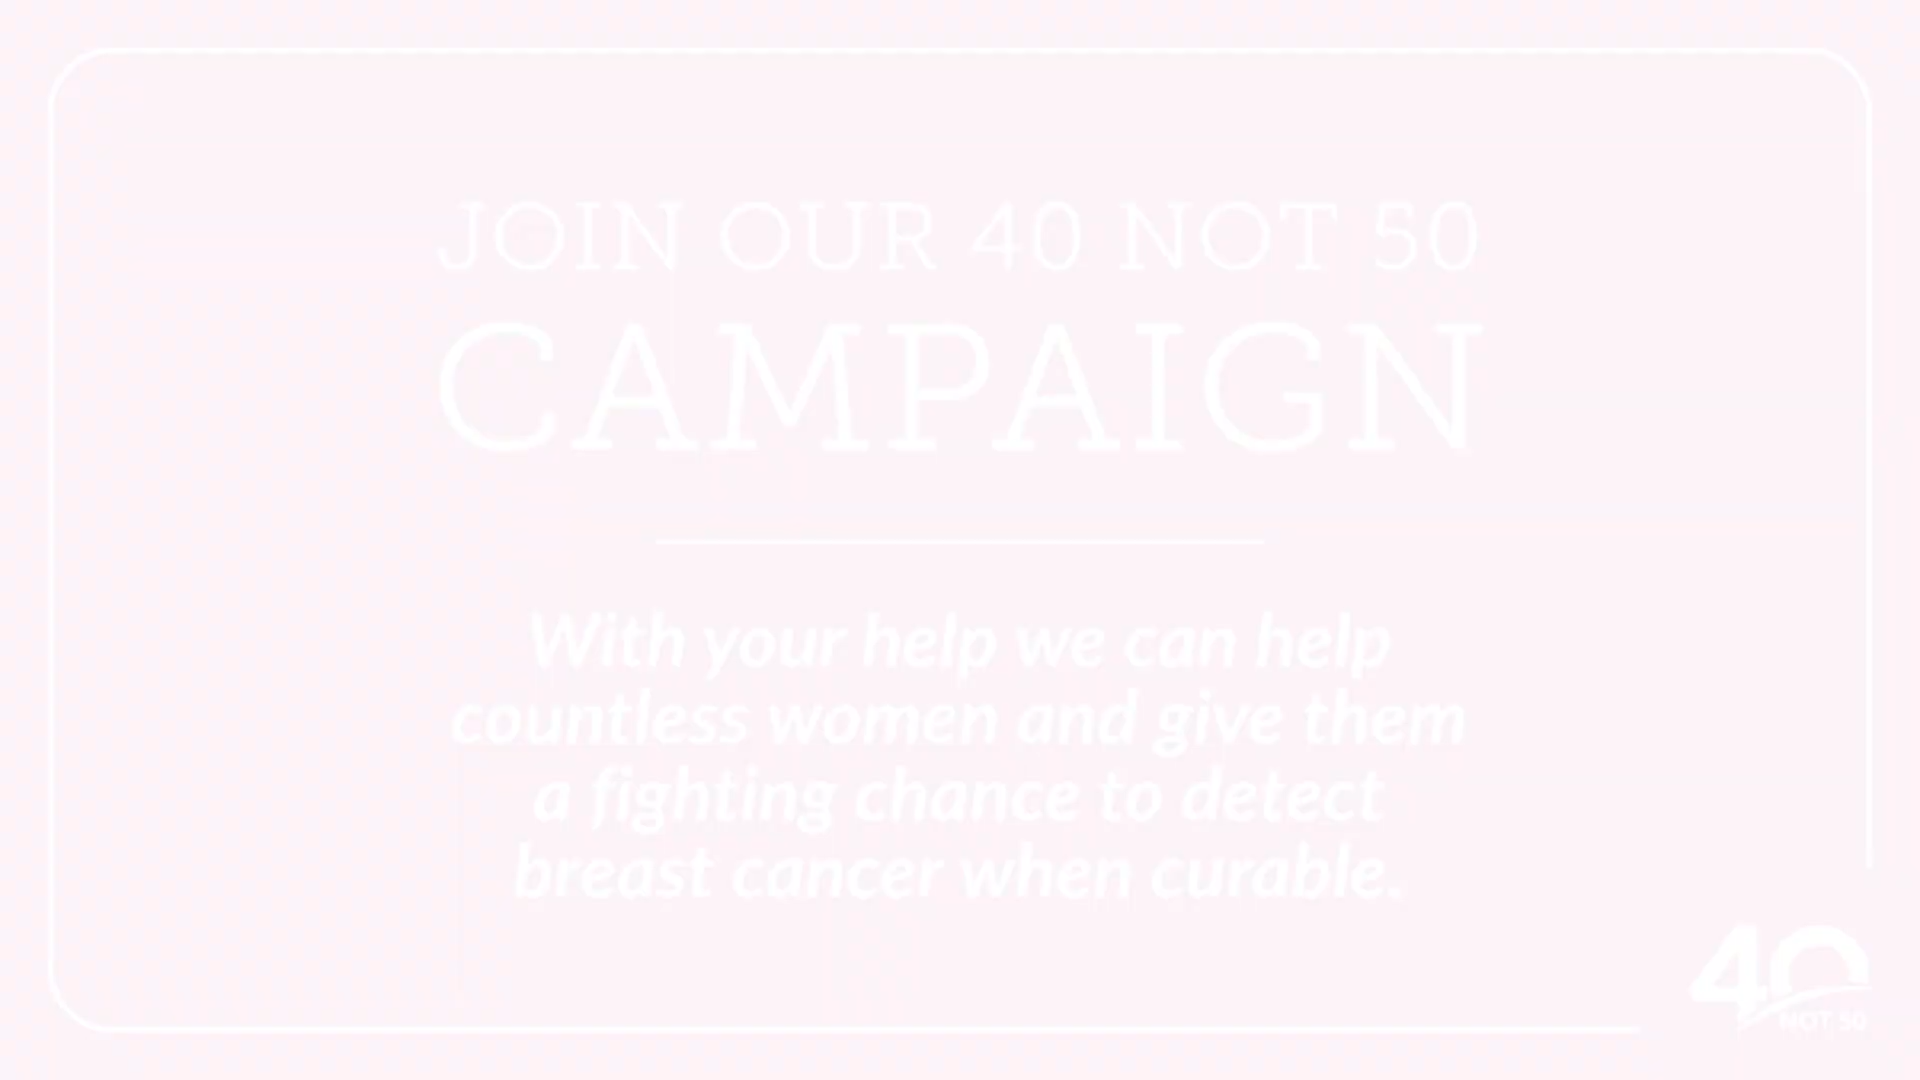 JOIN OUR 40 NOT 50
CAMPAIGN
With your help we can help
countless women and give them
a fighting chance to detect
breast cancer when curable.
40
NOT 50